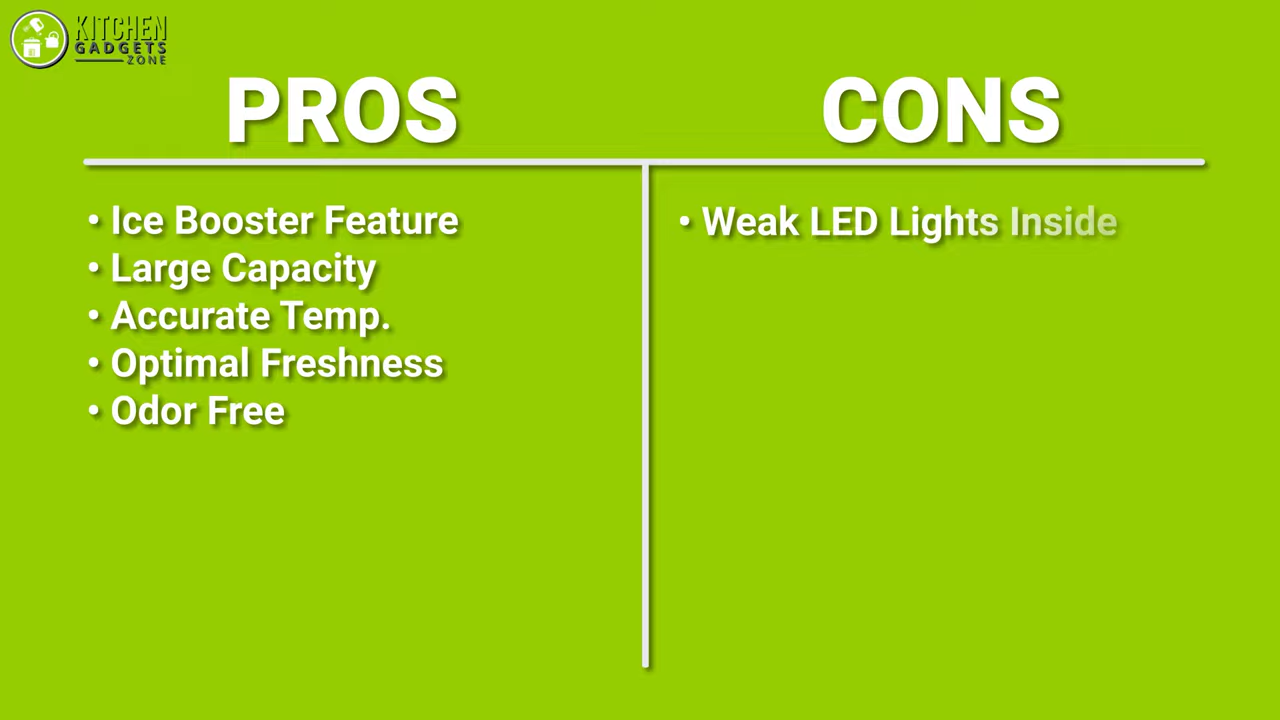 KITCHEN
GADGETS
ZONE
PROS
CONS
• Ice Booster Feature
• Large Capacity
• Accurate Temp.
• Optimal Freshness
• Odor Free
• Weak LED Lights Inside